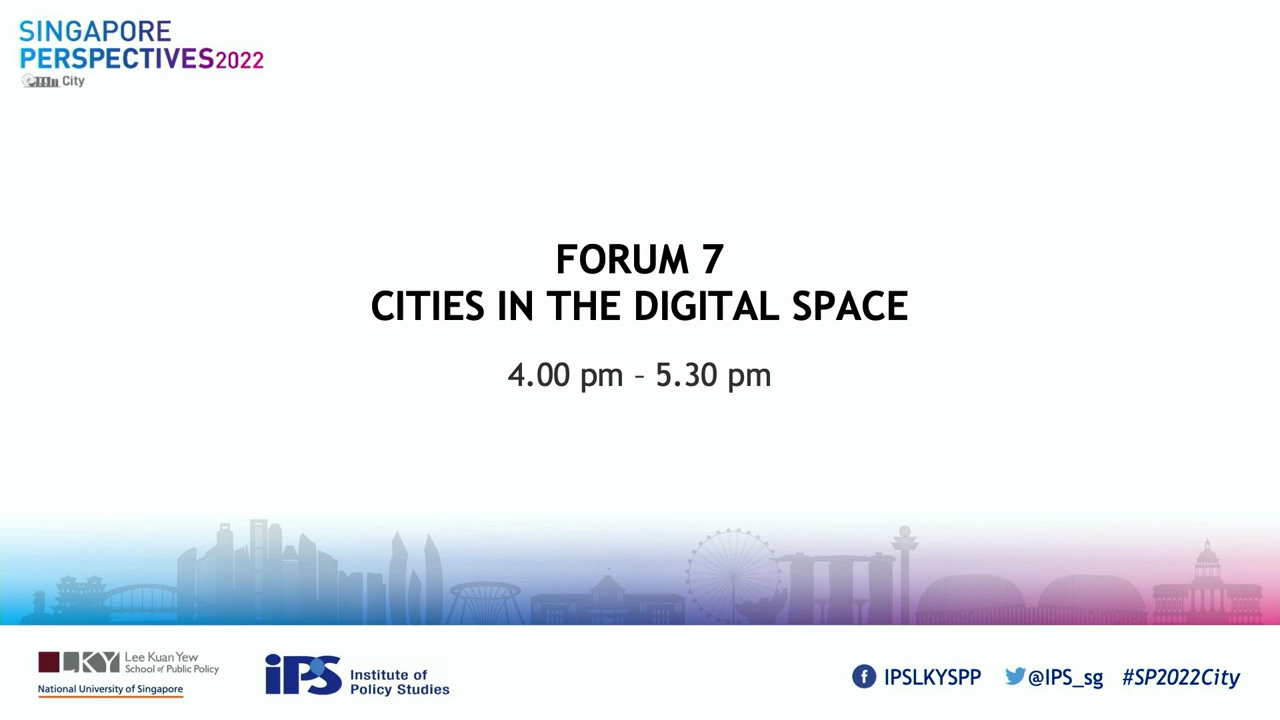 SINGAPORE
PERSPECTIVES2022
City
FORUM 7
CITIES IN THE DIGITAL SPACE
4.00 pm – 5.30 pm
LKY Lee Kuan Yew
School of Public Policy
National University of Singapore
iPS Institute of
Policy Studies
f IPSLKYSPP @IPS_sg #SP2022City